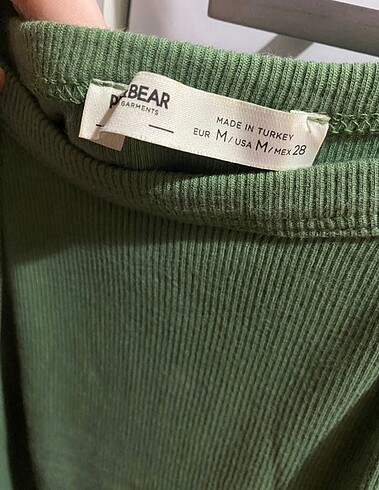 P BEAR
GARMENTS
MADE IN TURKEY
EUR M / USA M / MEX 28